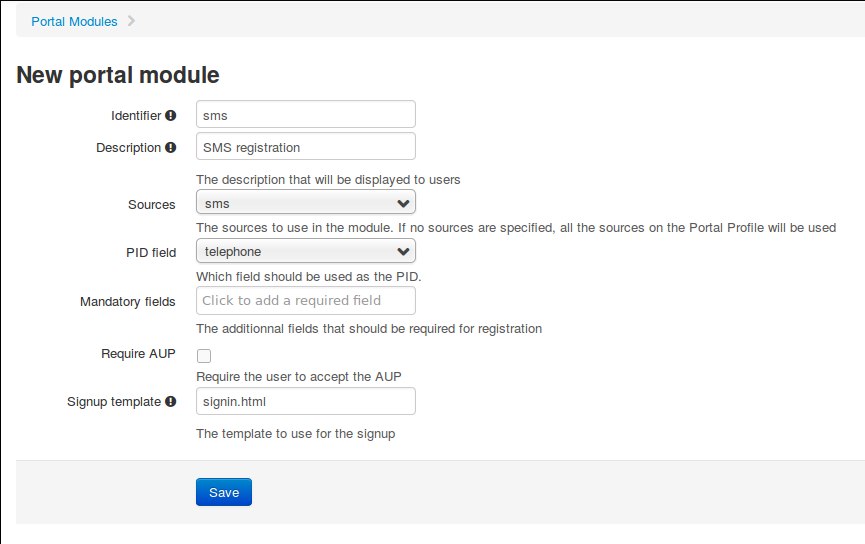 Portal Modules
New portal module
Identifier
sms
Description
SMS registration
The description that will be displayed to users
Sources
sms
The sources to use in the module. If no sources are specified, all the sources on the Portal Profile will be used
PID field
telephone
Which field should be used as the PID.
Mandatory fields
Click to add a required field
The additionnal fields that should be required for registration
Require AUP
Require the user to accept the AUP
Signup template
signin.html
The template to use for the signup
Save